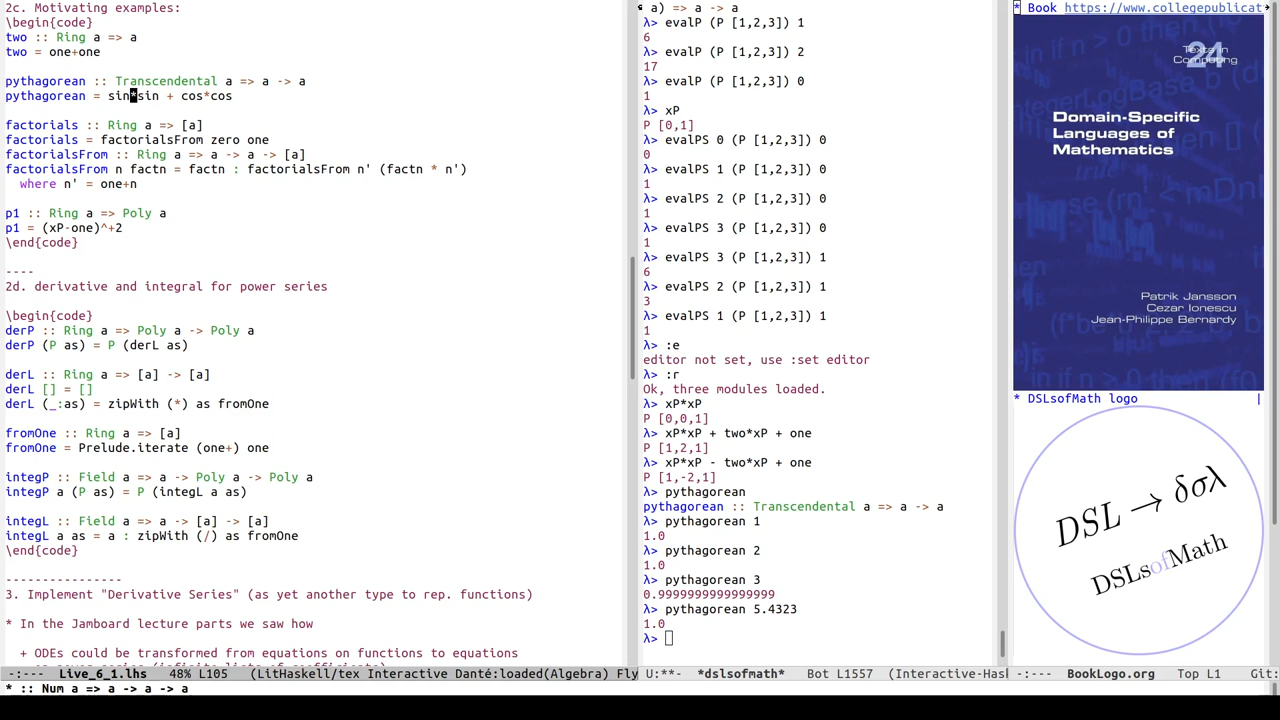 2c. Motivating examples:
\begin{code}
two :: Ring a => a
two = one+one
pythagorean :: Transcendental a => a -> a
pythagorean = sin*sin + cos*cos
factorials :: Ring a => [a]
factorials = factorialsFrom zero one
factorialsFrom :: Ring a => a -> a -> [a]
factorialsFrom n factn = factn : factorialsFrom n' (factn * n')
  where n' = one+n
p1 :: Ring a => Poly a
p1 = (xP-one)^+2
\end{code}
----
2d. derivative and integral for power series
\begin{code}
derP :: Ring a => Poly a -> Poly a
derP (P as) = P (derL as)
derL :: Ring a => [a] -> [a]
derL [] = []
derL (_:as) = zipWith (*) as fromOne
fromOne :: Ring a => [a]
fromOne = Prelude.iterate (one+) one
integP :: Field a => a -> Poly a -> Poly a
integP a (P as) = P (integL a as)
integL :: Field a => a -> [a] -> [a]
integL a as = a : zipWith (/) as fromOne
\end{code}
---------------
3. Implement "Derivative Series" (as yet another type to rep. functions)
* In the Jamboard lecture parts we saw how
+ ODEs could be transformed from equations on functions to equations
-:--- Live_6_1.lhs 48% L105 (LitHaskell/tex Interactive Danté:loaded(Algebra) Fly
* :: Num a => a -> a -> a
a) => a -> a
λ> evalP (P [1,2,3]) 1
6
λ> evalP (P [1,2,3]) 2
17
λ> evalP (P [1,2,3]) 0
1
λ> xP
P [0,1]
λ> evalPS 0 (P [1,2,3]) 0
0
λ> evalPS 1 (P [1,2,3]) 0
1
λ> evalPS 2 (P [1,2,3]) 0
1
λ> evalPS 3 (P [1,2,3]) 0
1
λ> evalPS 3 (P [1,2,3]) 1
6
λ> evalPS 2 (P [1,2,3]) 1
3
λ> evalPS 1 (P [1,2,3]) 1
1
λ> :e
editor not set, use :set editor
λ> :r
Ok, three modules loaded.
λ> xP*xP
P [0,0,1]
λ> xP*xP + two*xP + one
P [1,2,1]
λ> xP*xP - two*xP + one
P [1,-2,1]
λ> pythagorean
pythagorean :: Transcendental a => a -> a
λ> pythagorean 1
1.0
λ> pythagorean 2
1.0
λ> pythagorean 3
0.9999999999999999
λ> pythagorean 5.4323
1.0
λ>
U:**- *dslsofmath* Bot L1557 (Interactive-Has
* Book https://www.collegepublicat
24
Texts in
Computing
Domain-Specific
Languages of
Mathematics
Patrik Jansson
Cezar Ionescu
Jean-Philippe Bernardy
* DSLsofMath logo |
DSL → δσλ
DSLsofMath
-:--- BookLogo.org Top L1 Git: